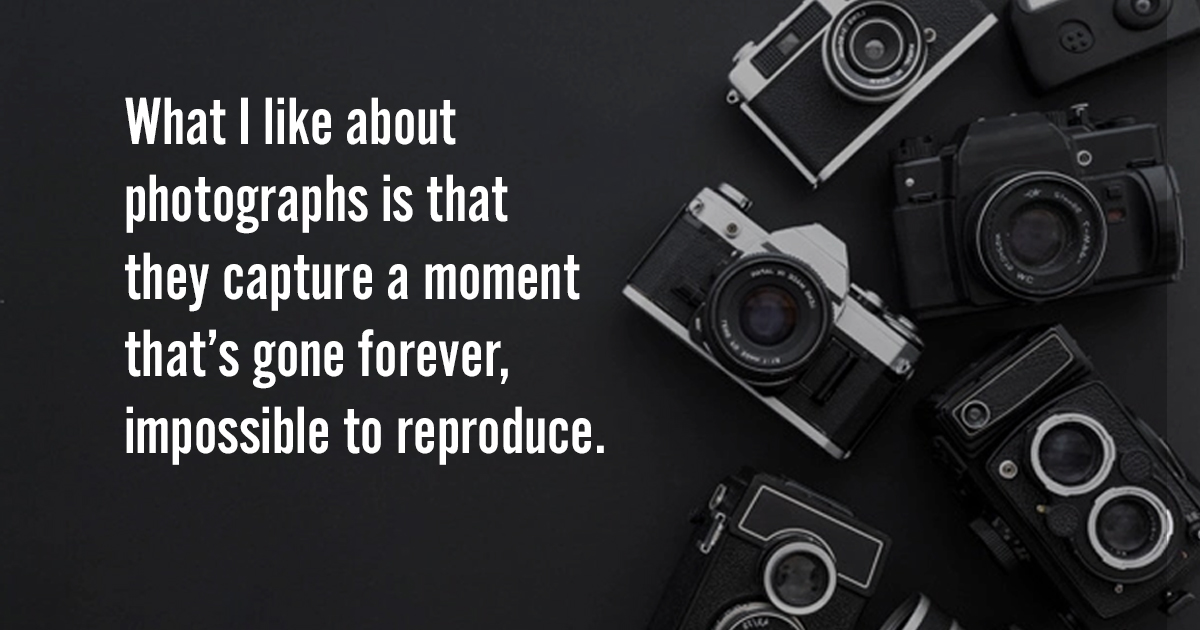 What I like about
photographs is that
they capture a moment
that’s gone forever,
impossible to reproduce.